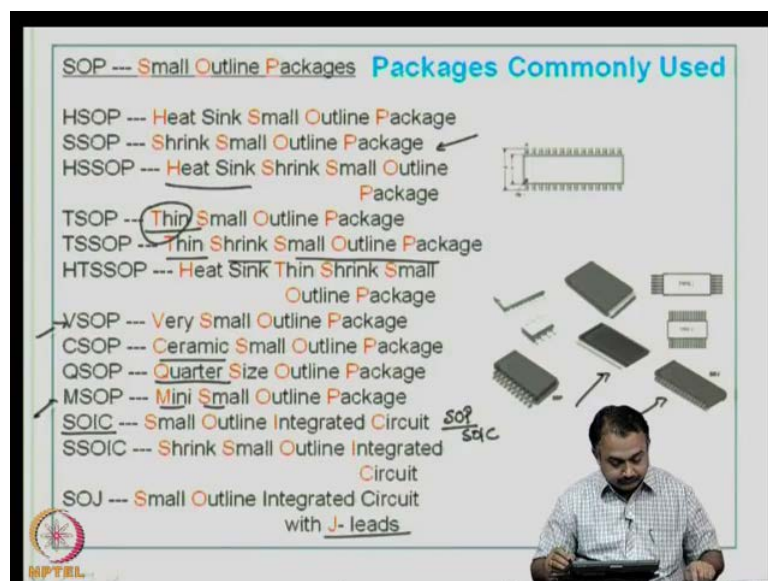 SOP --- Small Outline Packages Packages Commonly Used
HSOP --- Heat Sink Small Outline Package
SSOP --- Shrink Small Outline Package
HSSOP --- Heat Sink Shrink Small Outline
Package
TSOP --- Thin Small Outline Package
TSSOP --- Thin Shrink Small Outline Package
HTSSOP --- Heat Sink Thin Shrink Small
Outline Package
VSOP --- Very Small Outline Package
CSOP --- Ceramic Small Outline Package
QSOP --- Quarter Size Outline Package
MSOP --- Mini Small Outline Package
SOIC --- Small Outline Integrated Circuit SOP
SOIC
SSOIC --- Shrink Small Outline Integrated
Circuit
SOJ --- Small Outline Integrated Circuit
with J- leads
NPTEL